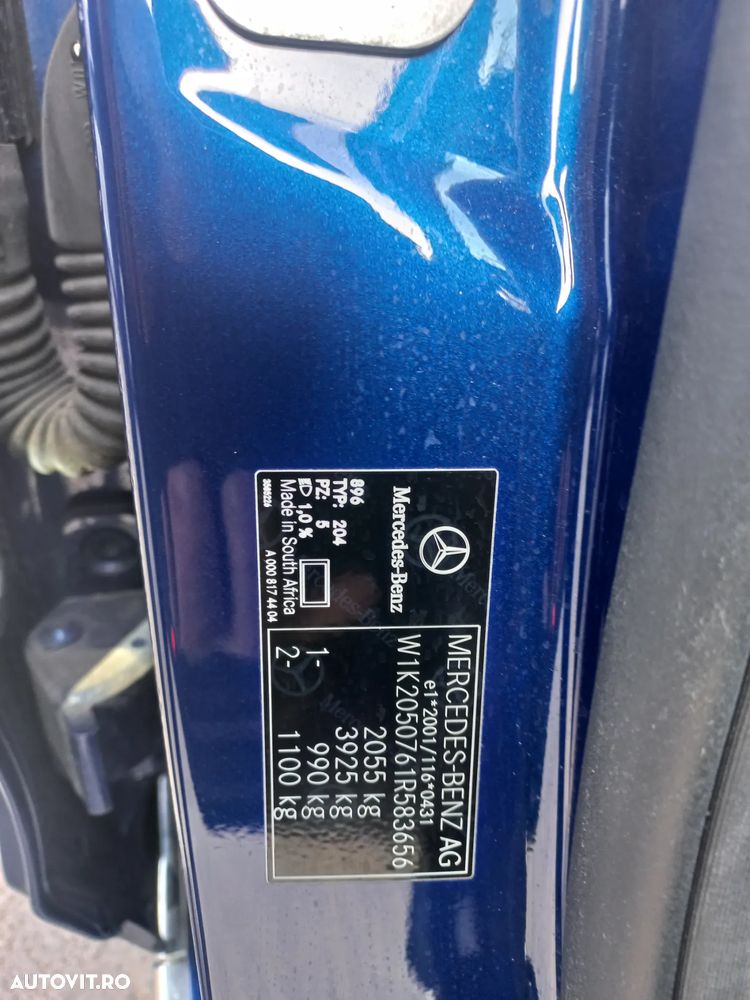 Mercedes-Benz
896
TYP: 204
PZ: 5
1,0 %
Made in South Africa
3505226
A 000 817 44 04
MERCEDES-BENZ AG
e1*2001/116*0431
W1K2050761R583656
2055 kg
3925 kg
1- 990 kg
2- 1100 kg
AUTOVIT.RO